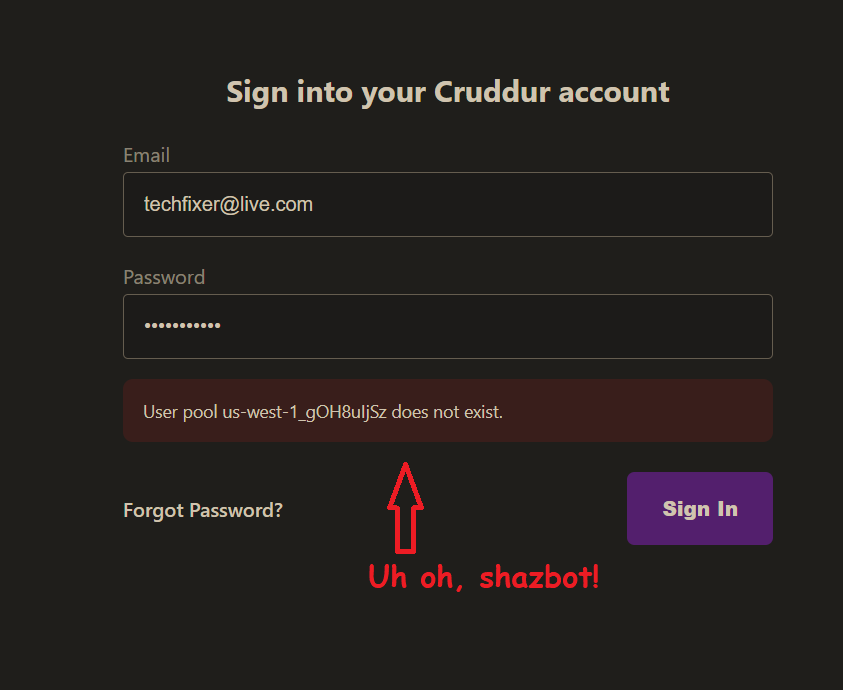 Sign into your Cruddur account
Email
techfixer@live.com
Password
•••••••••••
User pool us-west-1_gOH8uIjSz does not exist.
Forgot Password?
Sign In
Uh oh, shazbot!